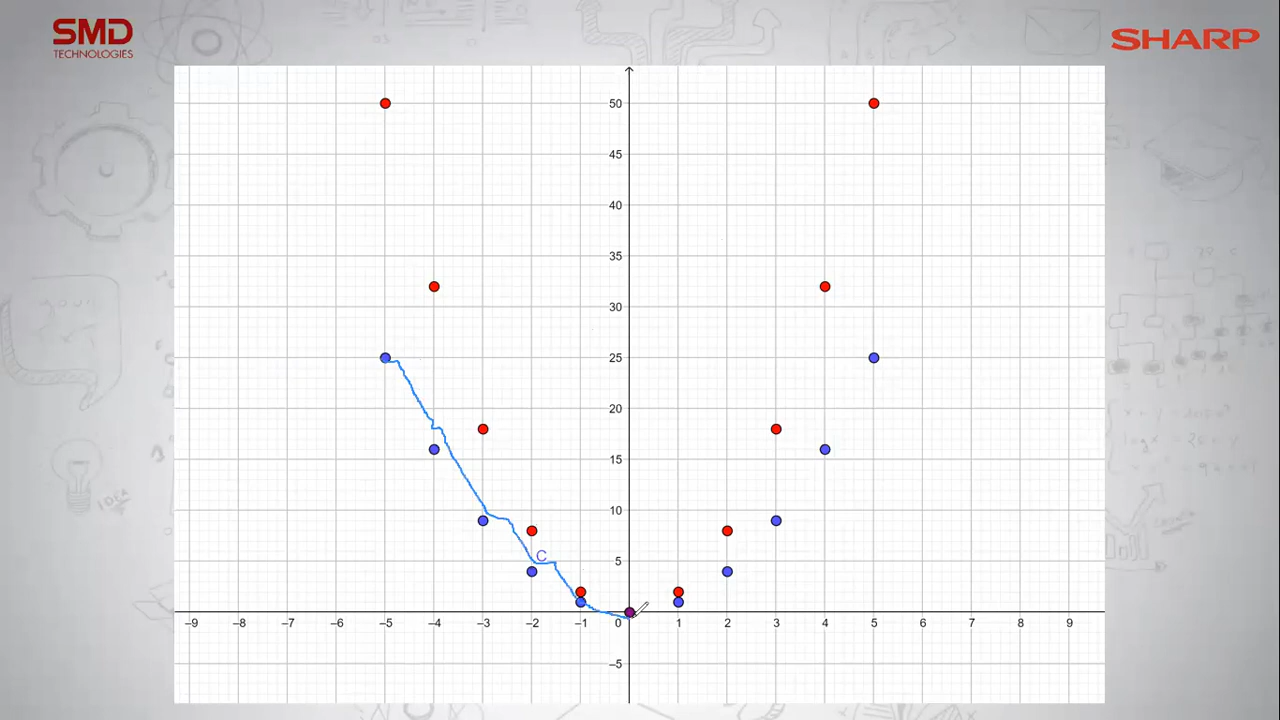 SMD
TECHNOLOGIES
SHARP
50
45
40
35
30
25
20
15
10
5
C
–9 –8 –7 –6 –5 –4 –3 –2 –1 0 1 2 3 4 5 6 7 8 9
–5
IDEA